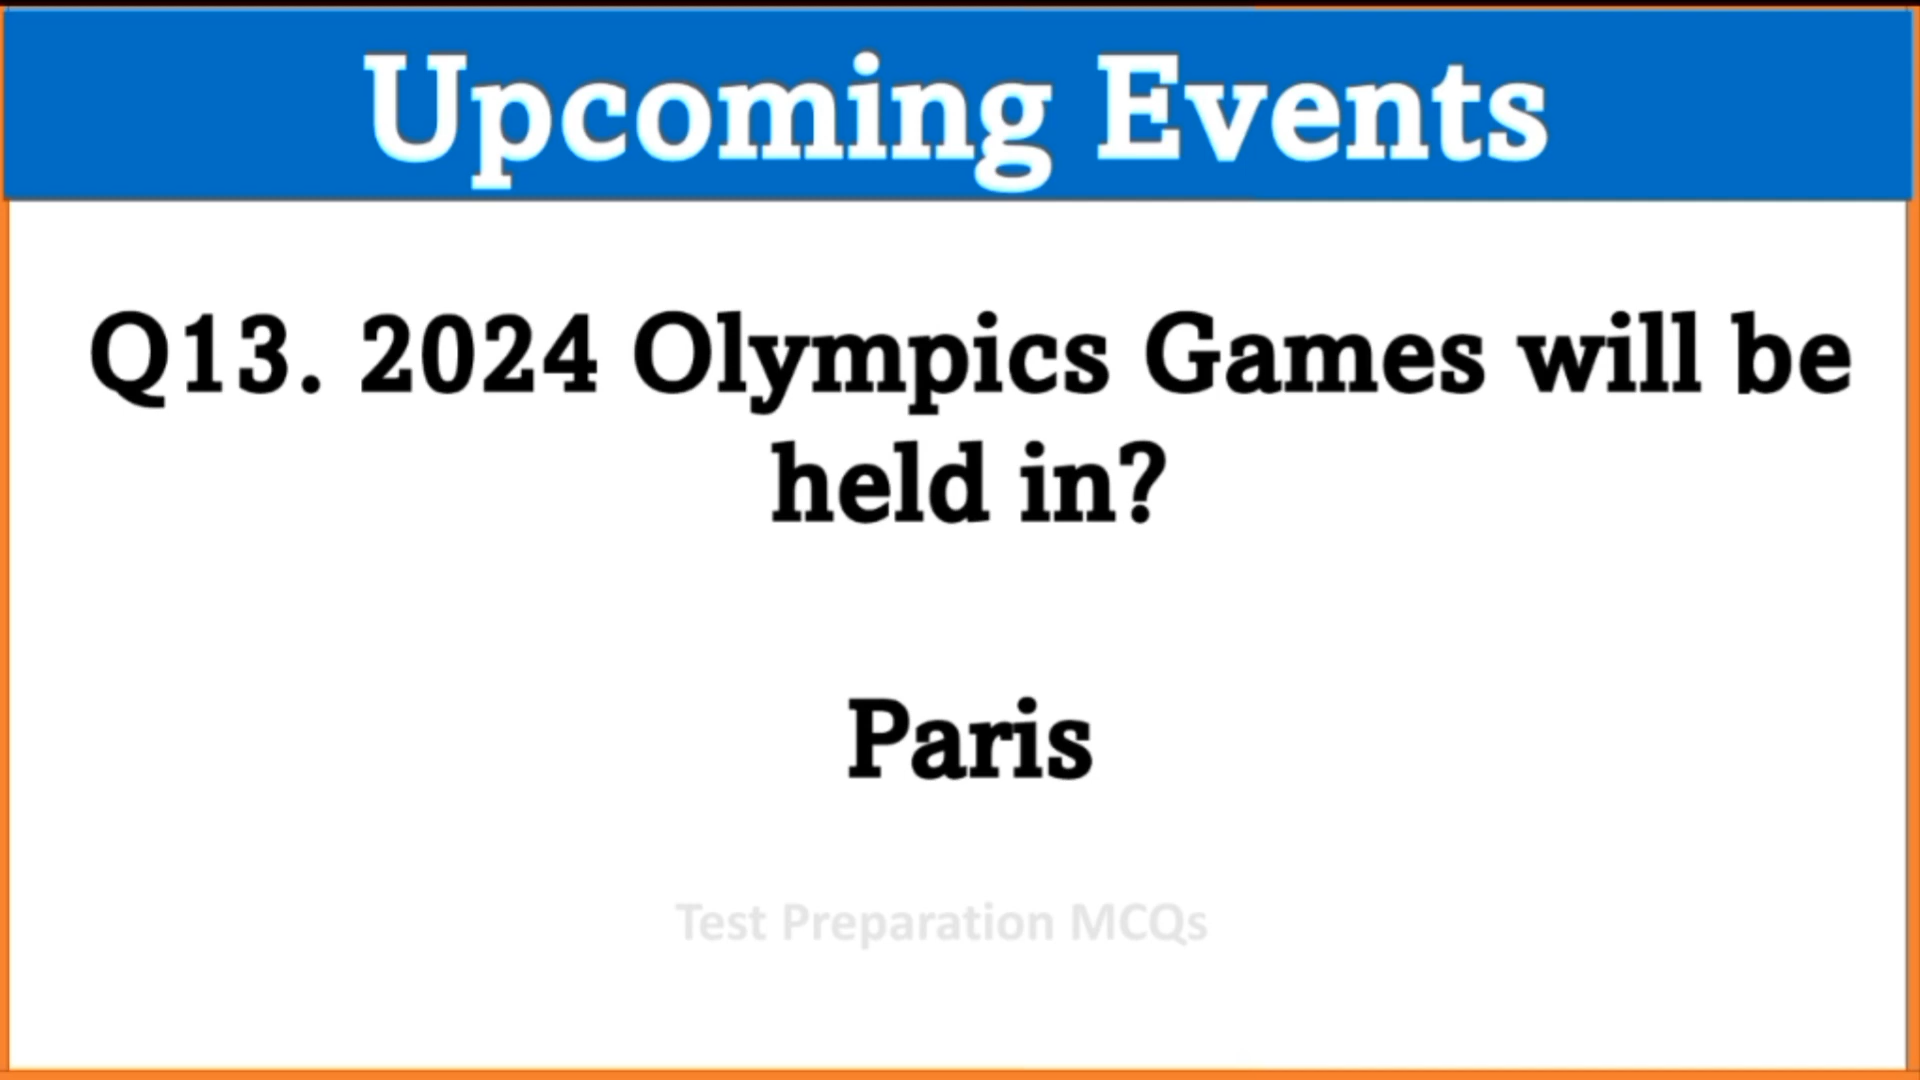 Upcoming Events
Q13. 2024 Olympics Games will be
held in?
Paris
Test Preparation MCQs